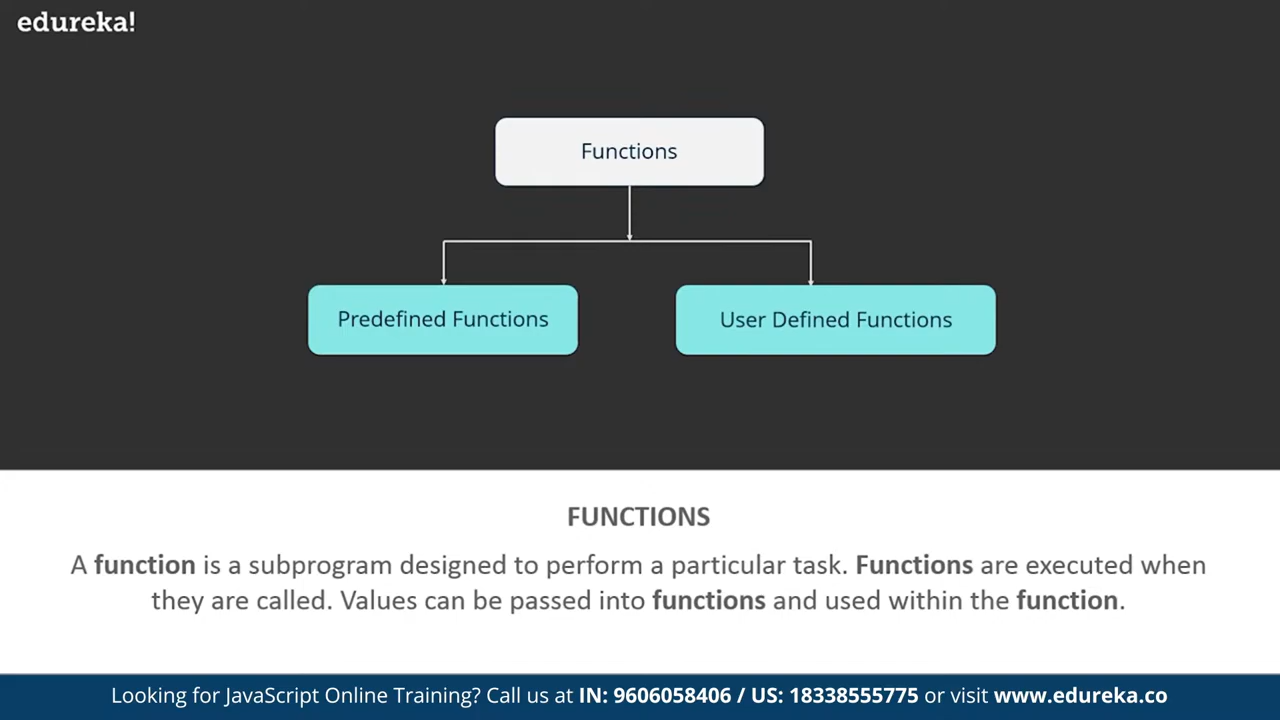 edureka!
Functions
Predefined Functions
User Defined Functions
FUNCTIONS
A function is a subprogram designed to perform a particular task. Functions are executed when
they are called. Values can be passed into functions and used within the function.
Looking for JavaScript Online Training? Call us at IN: 9606058406 / US: 18338555775 or visit www.edureka.co